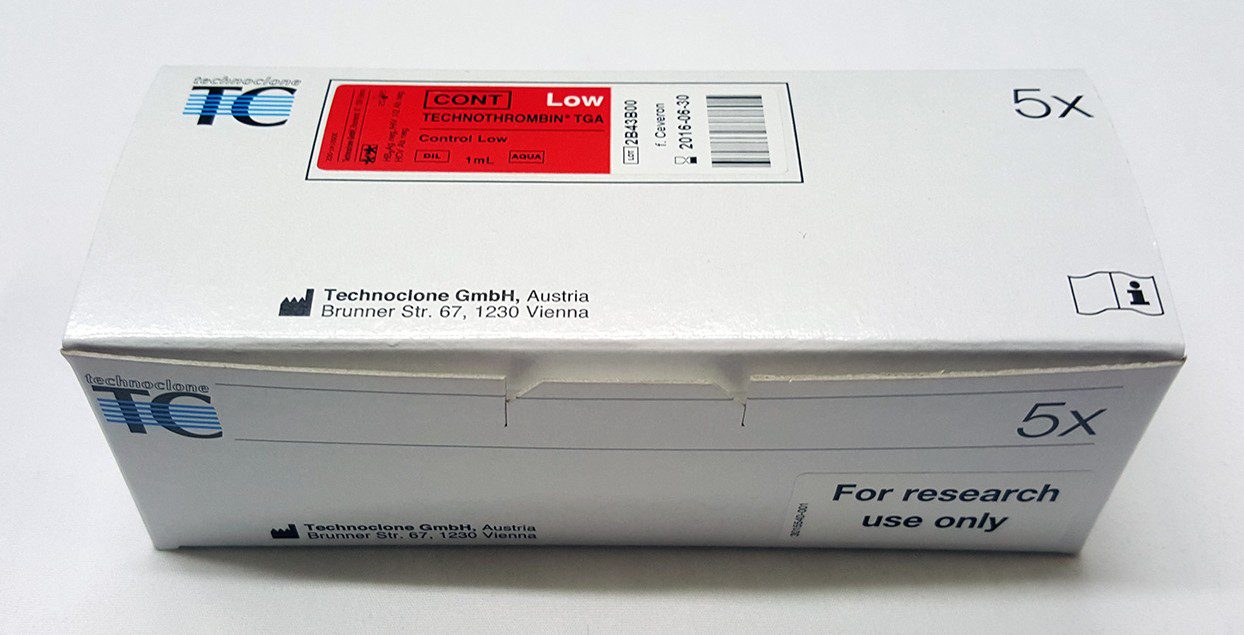 technoclone
TC
CONT Low
TECHNOTHROMBIN® TGA
Control Low
DIL 1mL AQUA
LOT 2B43B00
f. Ceveron
2016-06-30
5x
Technoclone GmbH, Austria
Brunner Str. 67, 1230 Vienna
i
technoclone
TC
5x
For research
use only
Technoclone GmbH, Austria
Brunner Str. 67, 1230 Vienna